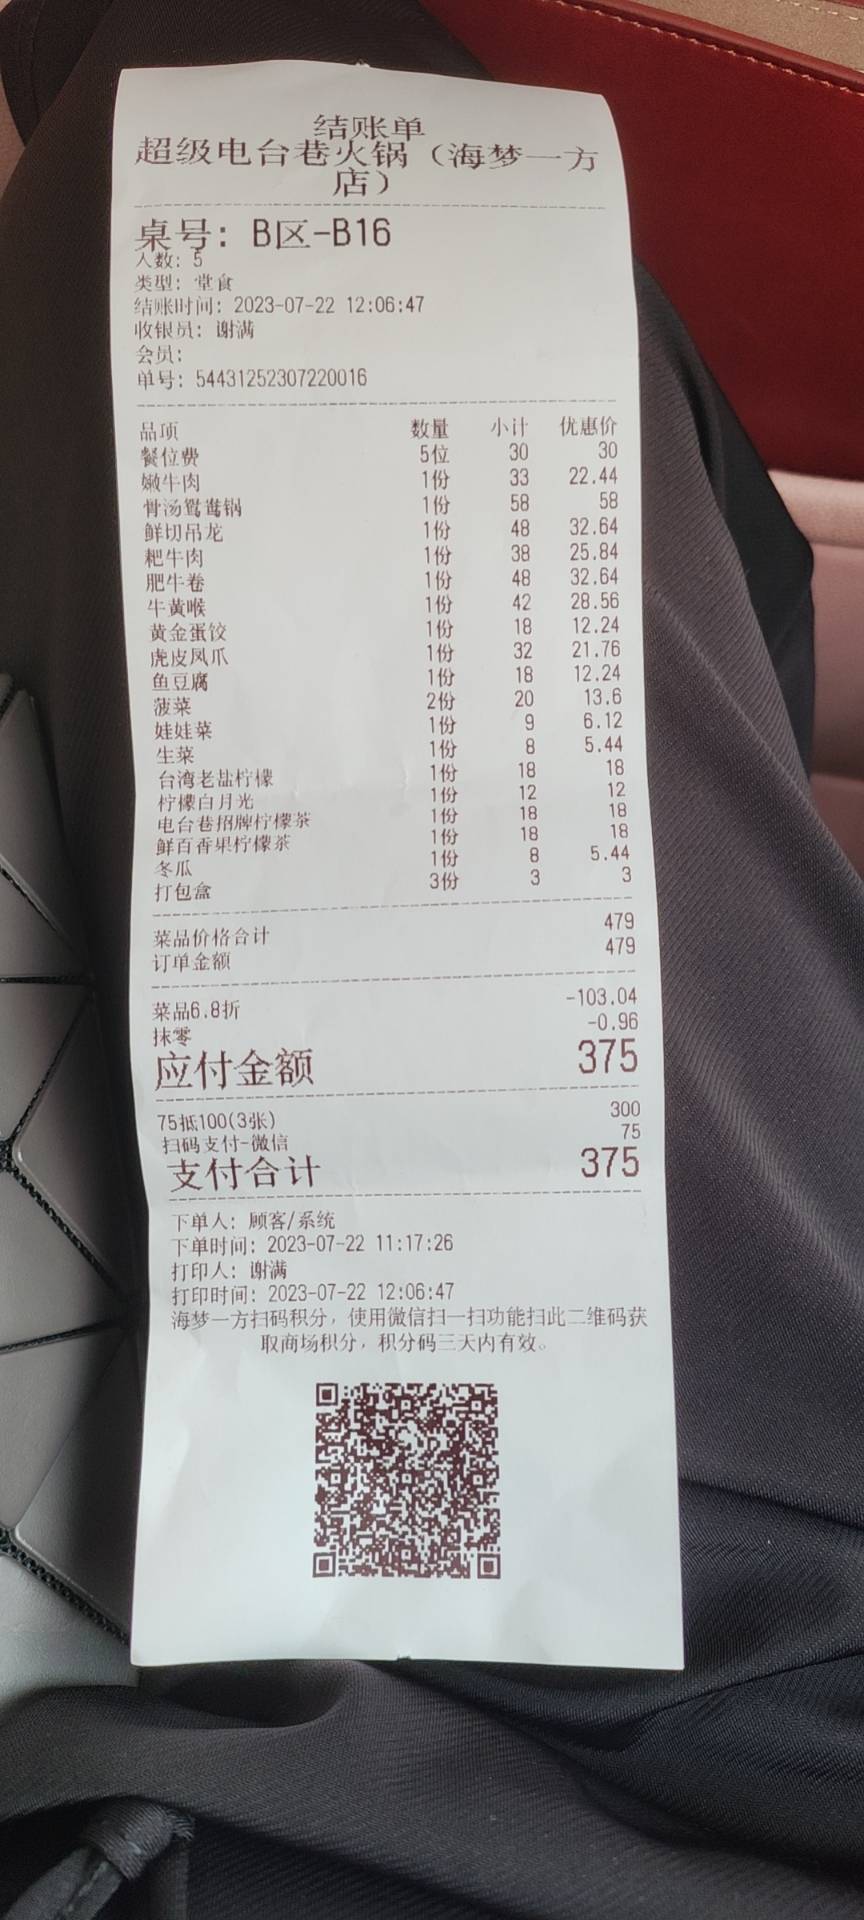 结账单
超级电台巷火锅（海梦一方
店）
桌号: B区-B16
人数: 5
类型: 堂食
结账时间: 2023-07-22 12:06:47
收银员: 谢满
会员:
单号: 54431252307220016
品项 数量 小计 优惠价
餐位费 5位 30 30
嫩牛肉 1份 33 22.44
骨汤鸳鸯锅 1份 58 58
鲜切吊龙 1份 48 32.64
粑牛肉 1份 38 25.84
肥牛卷 1份 48 32.64
牛黄喉 1份 42 28.56
黄金蛋饺 1份 18 12.24
虎皮凤爪 1份 32 21.76
鱼豆腐 1份 18 12.24
菠菜 2份 20 13.6
娃娃菜 1份 9 6.12
生菜 1份 8 5.44
台湾老盐柠檬 1份 18 18
柠檬白月光 1份 12 12
电台巷招牌柠檬茶 1份 18 18
鲜百香果柠檬茶 1份 18 18
冬瓜 1份 8 5.44
打包盒 3份 3 3
菜品价格合计 479
订单金额 479
菜品6.8折 -103.04
抹零 -0.96
应付金额 375
75抵100(3张) 300
扫码支付-微信 75
支付合计 375
下单人: 顾客/系统
下单时间: 2023-07-22 11:17:26
打印人: 谢满
打印时间: 2023-07-22 12:06:47
海梦一方扫码积分，使用微信扫一扫功能扫此二维码获
取商场积分，积分码三天内有效。